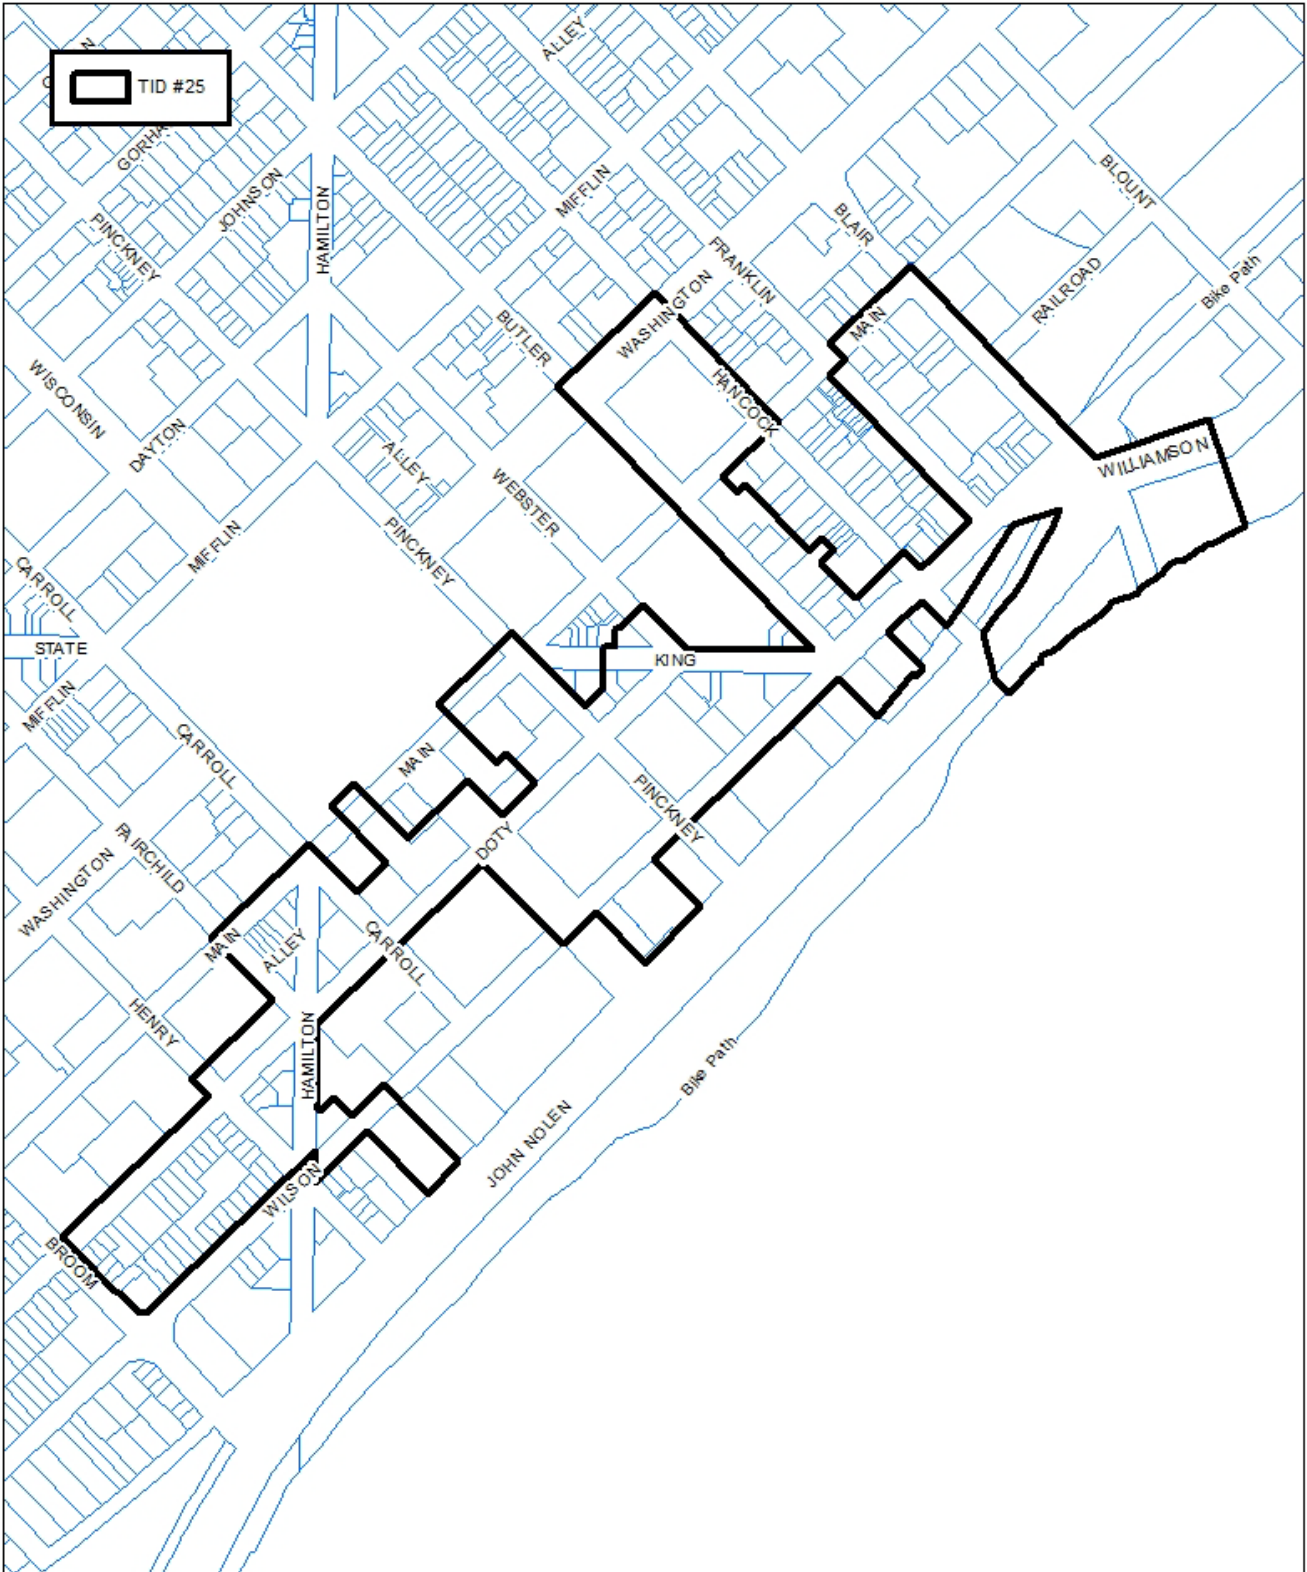 TID #25
ALLEY
GORHA
JOHNSON
HAMILTON
MIFFLIN
PINCKNEY
BLOUNT
BLAIR
FRANKLIN
RAILROAD
Bike Path
WASHINGTON
MAIN
BUTLER
HANCOCK
WISCONSIN
DAYTON
ALLEY
WEBSTER
WILLIAMSON
PINCKNEY
MIFFLIN
CARROLL
STATE
KING
MIFFLIN
CARROLL
MAIN
PINCKNEY
DOTY
FAIRCHILD
WASHINGTON
MAIN
ALLEY
CARROLL
HENRY
HAMILTON
Bike Path
JOHN NOLEN
WILSON
BROOM